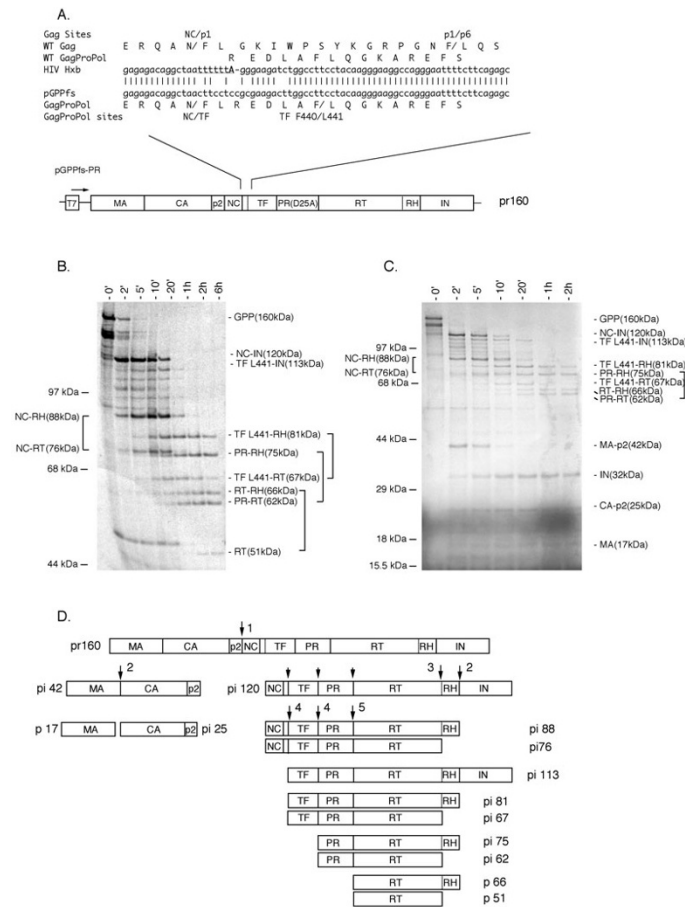 A.
Gag Sites NC/p1 p1/p6
WT Gag E R Q A N/ F L G K I W P S Y K G R P G N F/ L Q S
WT GagProPol R E D L A F L Q G K A R E F S
HIV Hxb gagagacaggctaattttttA-gggaagatctggccttcctacaagggaaggccagggaattttcttcagagc
pGPPfs gagagacaggctaacttcctccgcgaagacttggccttcctacaagggaaggccagggaattttcttcagagc
GagProPol E R Q A N/ F L R E D L A F/ L Q G K A R E F S
GagProPol sites NC/TF TF F440/L441
pGPPfs-PR
T7 MA CA p2 NC TF PR(D25A) RT RH IN pr160
B.
- 0'
- 2'
- 5'
- 10'
- 20'
- 1h
- 2h
- 6h
- GPP(160kDa)
- NC-IN(120kDa)
- TF L441-IN(113kDa)
97 kDa –
NC-RH(88kDa)
- TF L441-RH(81kDa)
NC-RT(76kDa)
- PR-RH(75kDa)
68 kDa –
- TF L441-RT(67kDa)
- RT-RH(66kDa)
- PR-RT(62kDa)
- RT(51kDa)
44 kDa –
C.
- 0'
- 2'
- 5'
- 10'
- 20'
- 1h
- 2h
- GPP(160kDa)
- NC-IN(120kDa)
- TF L441-IN(113kDa)
97 kDa –
NC-RH(88kDa)
- TF L441-RH(81kDa)
NC-RT(76kDa)
- PR-RH(75kDa)
68 kDa –
- TF L441-RT(67kDa)
- RT-RH(66kDa)
PR-RT(62kDa)
44 kDa –
- MA-p2(42kDa)
- IN(32kDa)
29 kDa –
- CA-p2(25kDa)
18 kDa –
- MA(17kDa)
15.5 kDa –
D.
1
pr160 MA CA p2 NC TF PR RT RH IN
2 3 2
pi 42 MA CA p2 pi 120 NC TF PR RT RH IN
4 4 5
p 17 MA CA p2 pi 25 NC TF PR RT RH pi 88
NC TF PR RT pi76
TF PR RT RH IN pi 113
TF PR RT RH pi 81
TF PR RT pi 67
PR RT RH pi 75
PR RT pi 62
RT RH p 66
RT p 51